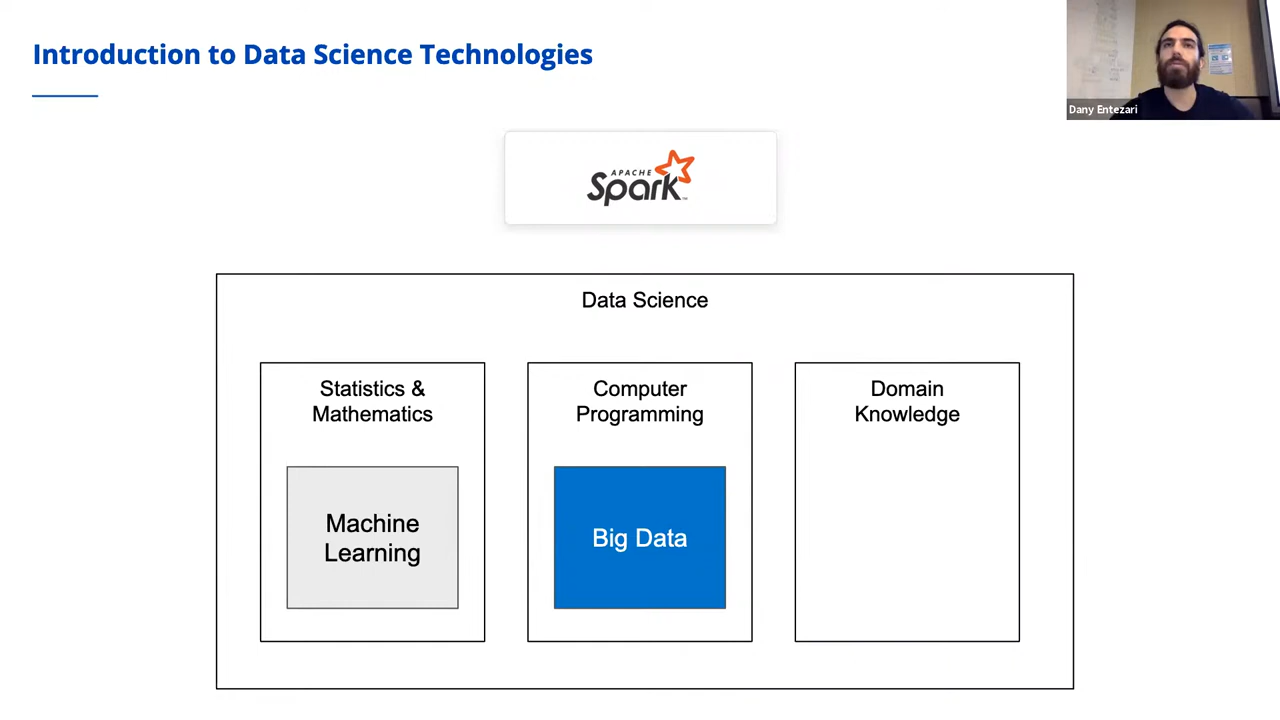 Introduction to Data Science Technologies
Dany Entezari
APACHE
Spark™
Data Science
Statistics &
Mathematics
Computer
Programming
Domain
Knowledge
Machine
Learning
Big Data